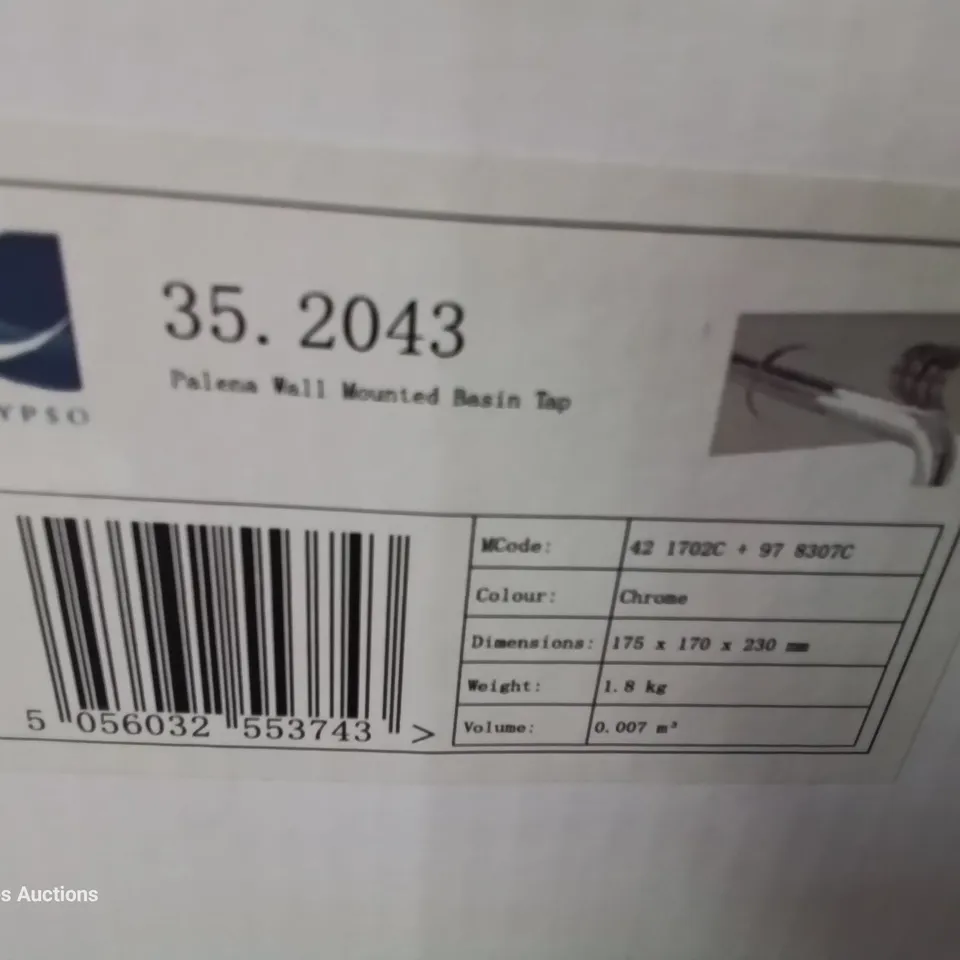 35. 2043
Palena Wall Mounted Basin Tap
YPSO
MCode: 42 1702C + 97 8307C
Colour: Chrome
Dimensions: 175 x 170 x 230 mm
Weight: 1. 8 kg
Volume: 0. 007 m³
5 056032 553743 >
s Auctions